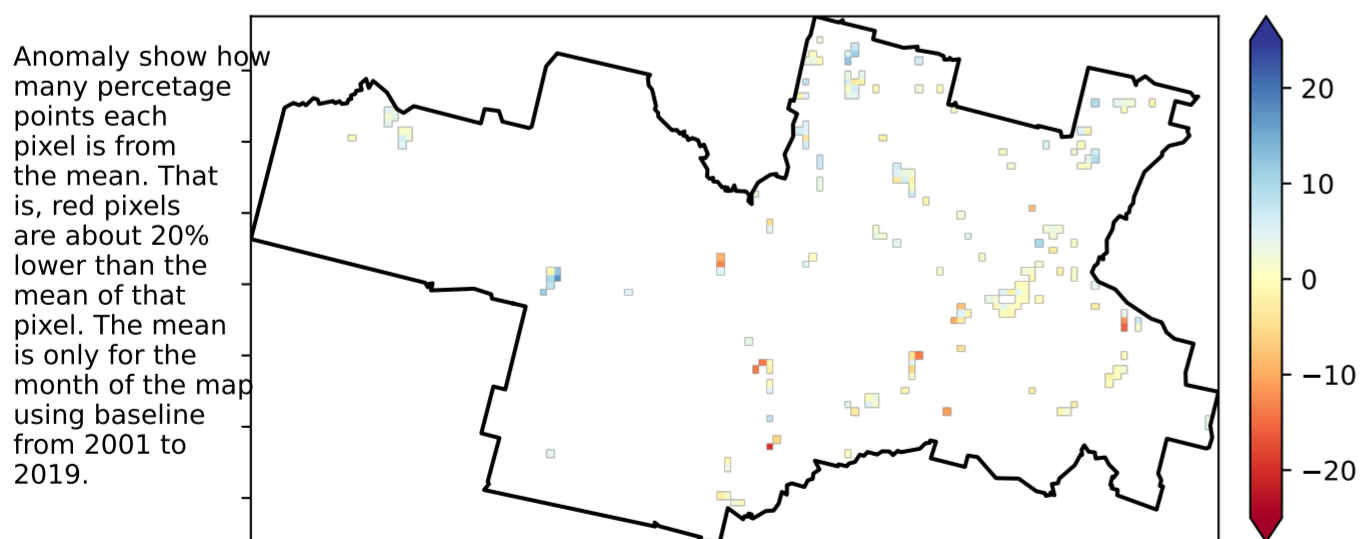 Anomaly show how
many percetage
points each
pixel is from
the mean. That
is, red pixels
are about 20%
lower than the
mean of that
pixel. The mean
is only for the
month of the map
using baseline
from 2001 to
2019.
20
10
0
−10
−20